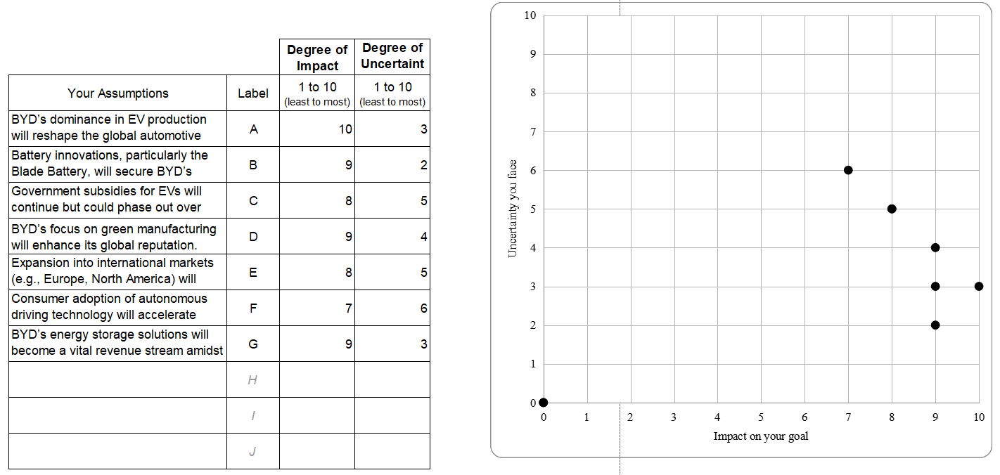 Degree of Impact
Degree of Uncertaint
Your Assumptions
Label
1 to 10
(least to most)
1 to 10
(least to most)
BYD’s dominance in EV production
will reshape the global automotive
A
10
3
Battery innovations, particularly the
Blade Battery, will secure BYD’s
B
9
2
Government subsidies for EVs will
continue but could phase out over
C
8
5
BYD’s focus on green manufacturing
will enhance its global reputation.
D
9
4
Expansion into international markets
(e.g., Europe, North America) will
E
8
5
Consumer adoption of autonomous
driving technology will accelerate
F
7
6
BYD’s energy storage solutions will
become a vital revenue stream amidst
G
9
3
H
I
J
10
9
8
7
6
5
4
3
2
1
0
Uncertainty you face
0 1 2 3 4 5 6 7 8 9 10
Impact on your goal